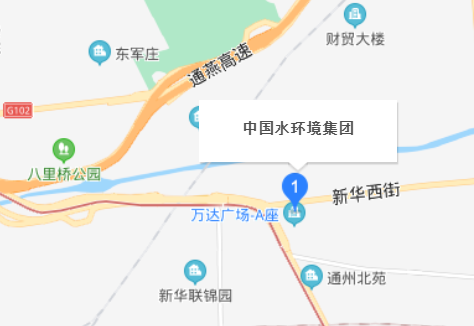 财贸大楼
东军庄
通燕高速
G102
中国水环境集团
八里桥公园
1
新华西街
万达广场-A座
通州北苑
新华联锦园